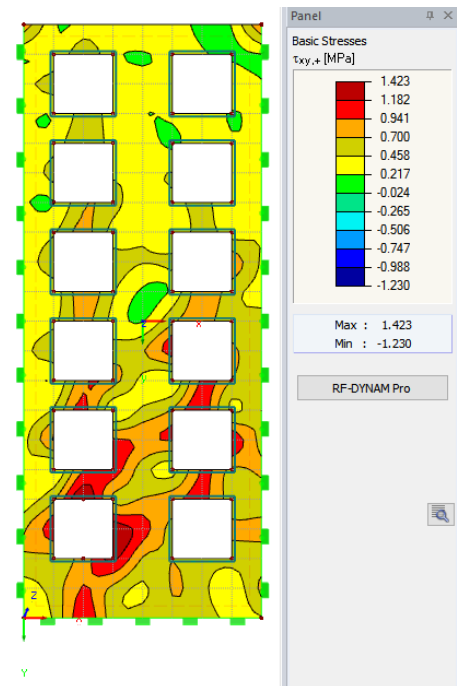 Panel
Basic Stresses
τxy,+ [MPa]
1.423
1.182
0.941
0.700
0.458
0.217
-0.024
-0.265
-0.506
-0.747
-0.988
-1.230
Max : 1.423
Min : -1.230
RF-DYNAM Pro
z x
y
Z
Y